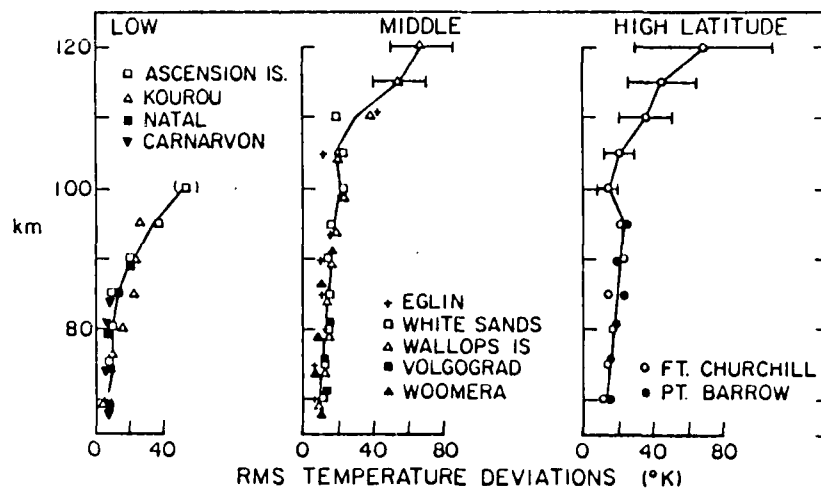 LOW
MIDDLE
HIGH LATITUDE
120
100
80
km
□ ASCENSION IS.
△ KOUROU
■ NATAL
▼ CARNARVON
+ EGLIN
□ WHITE SANDS
△ WALLOPS IS
■ VOLGOGRAD
▲ WOOMERA
○ FT. CHURCHILL
● PT. BARROW
( )
0 40
0 40 80
0 40 80
RMS TEMPERATURE DEVIATIONS (°K)